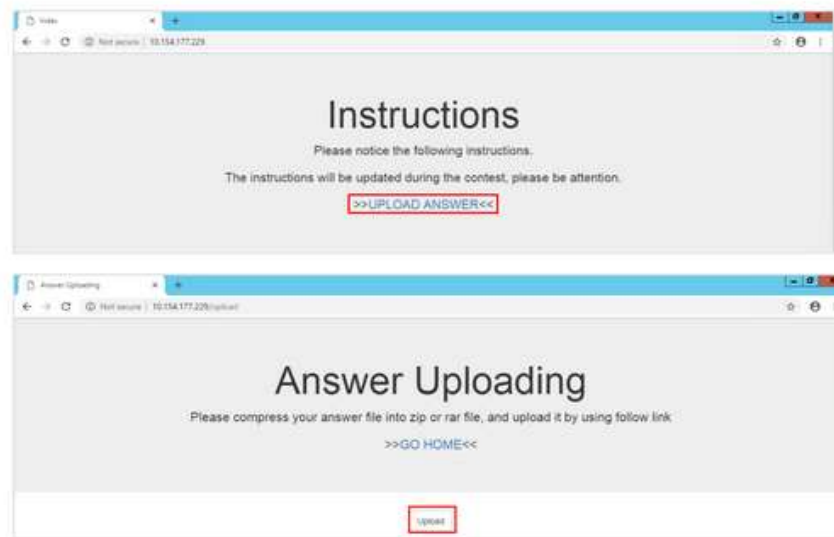 Video
Not secure | 10.154.177.229
Instructions
Please notice the following instructions.
The instructions will be updated during the contest, please be attention.
>>UPLOAD ANSWER<<
Answer Uploading
Not secure | 10.154.177.229/upload
Answer Uploading
Please compress your answer file into zip or rar file, and upload it by using follow link
>>GO HOME<<
Upload